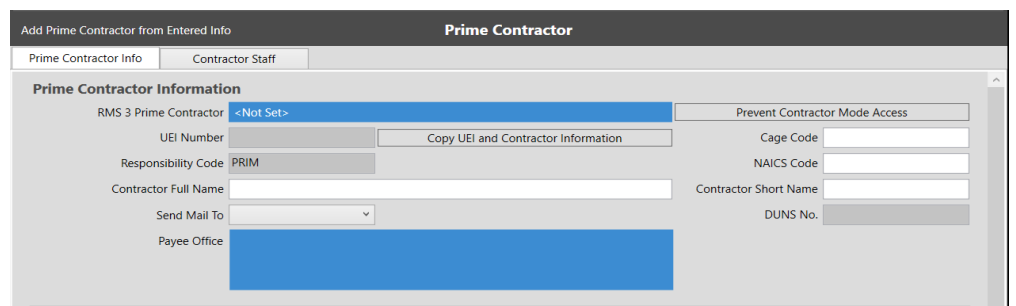 Add Prime Contractor from Entered Info Prime Contractor
Prime Contractor Info Contractor Staff
Prime Contractor Information
RMS 3 Prime Contractor <Not Set> Prevent Contractor Mode Access
UEI Number Copy UEI and Contractor Information Cage Code
Responsibility Code PRIM NAICS Code
Contractor Full Name Contractor Short Name
Send Mail To DUNS No.
Payee Office